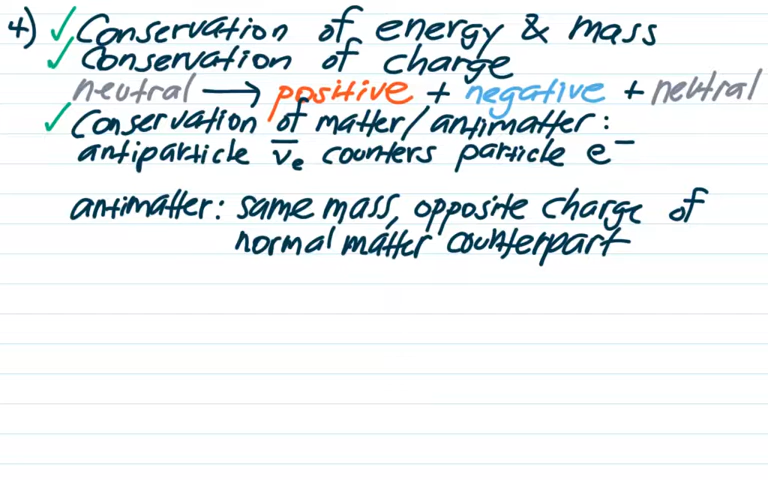 4) ✓ Conservation of energy & mass
✓ Conservation of charge
neutral → positive + negative + neutral
✓ Conservation of matter/antimatter:
antiparticle ν̅ₑ counters particle e⁻
antimatter: same mass, opposite charge of
normal matter counterpart